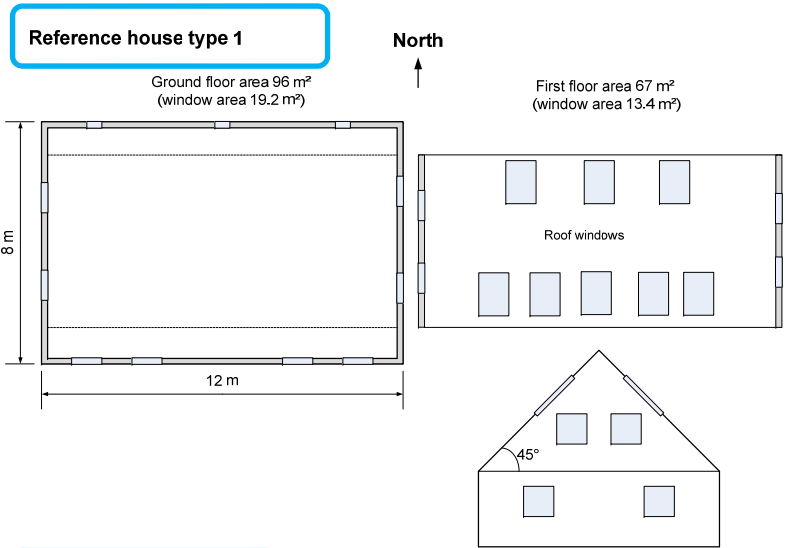 Reference house type 1
North
Ground floor area 96 m²
(window area 19.2 m²)
First floor area 67 m²
(window area 13.4 m²)
8 m
Roof windows
12 m
45°